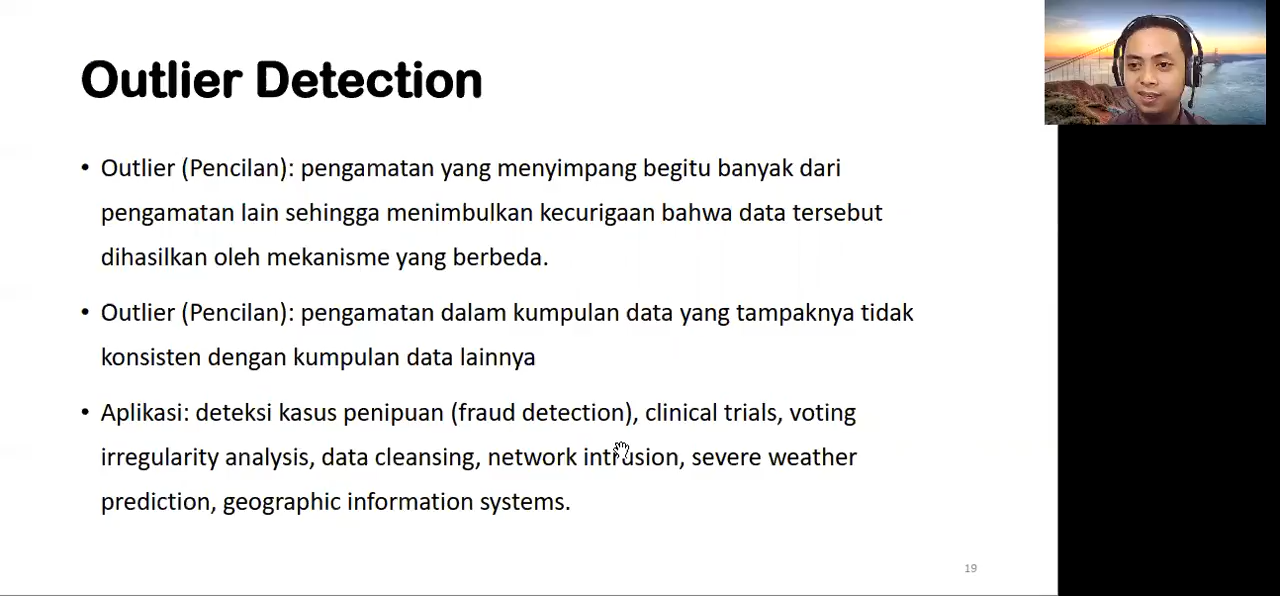 Outlier Detection
• Outlier (Pencilan): pengamatan yang menyimpang begitu banyak dari
pengamatan lain sehingga menimbulkan kecurigaan bahwa data tersebut
dihasilkan oleh mekanisme yang berbeda.
• Outlier (Pencilan): pengamatan dalam kumpulan data yang tampaknya tidak
konsisten dengan kumpulan data lainnya
• Aplikasi: deteksi kasus penipuan (fraud detection), clinical trials, voting
irregularity analysis, data cleansing, network intrusion, severe weather
prediction, geographic information systems.
19